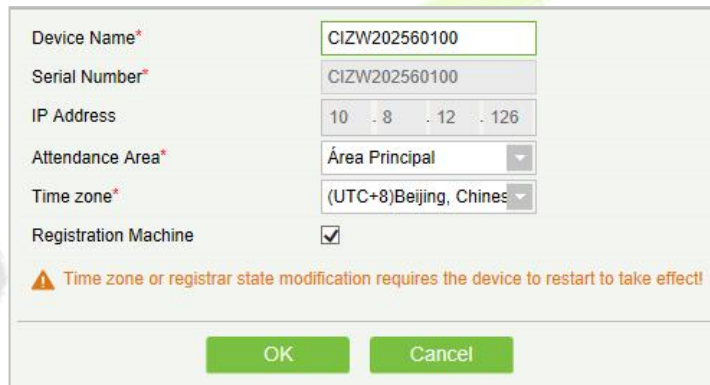 Device Name* CIZW202560100
Serial Number* CIZW202560100
IP Address 10 . 8 . 12 . 126
Attendance Area* Área Principal
Time zone* (UTC+8)Beijing, Chines
Registration Machine
Time zone or registrar state modification requires the device to restart to take effect!
OK Cancel